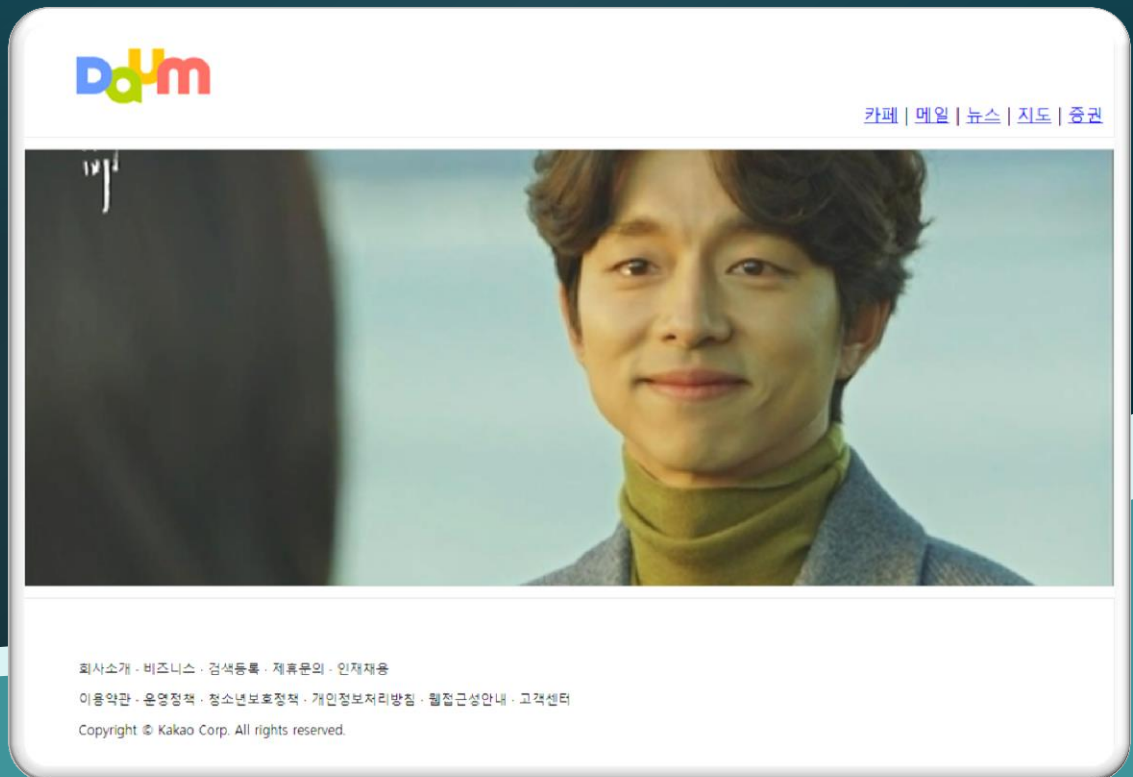 Daum
카페 | 메일 | 뉴스 | 지도 | 증권
회사소개 · 비즈니스 · 검색등록 · 제휴문의 · 인재채용
이용약관 · 운영정책 · 청소년보호정책 · 개인정보처리방침 · 웹접근성안내 · 고객센터
Copyright © Kakao Corp. All rights reserved.